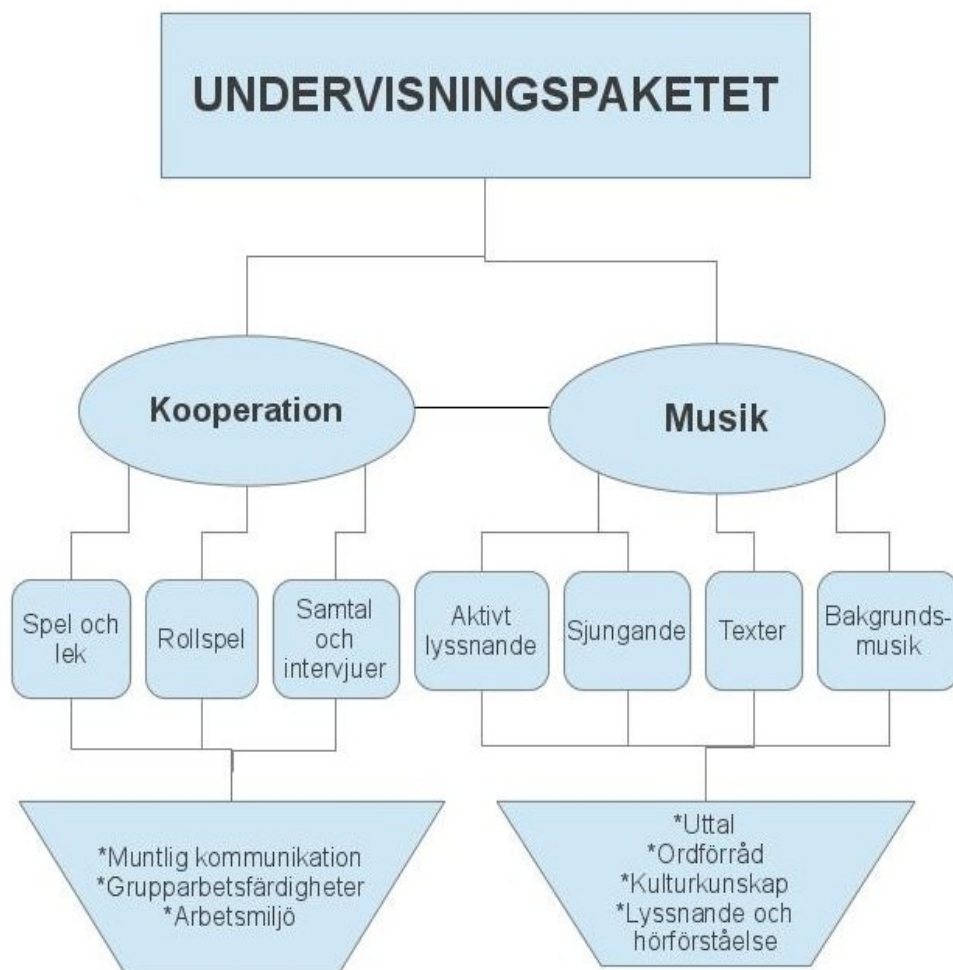 UNDERVISNINGSPAKETET
Kooperation
Musik
Spel och
lek
Rollspel
Samtal
och
intervjuer
Aktivt
lyssnande
Sjungande
Texter
Bakgrunds-
musik
*Muntlig kommunikation
*Grupparbetsfärdigheter
*Arbetsmiljö
*Uttal
*Ordförråd
*Kulturkunskap
*Lyssnande och
hörförståelse